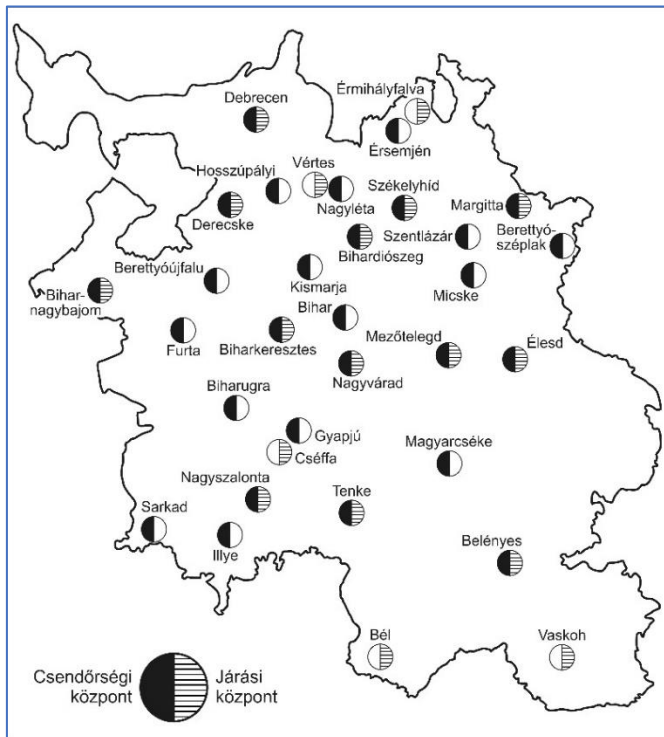 Debrecen
Érmihályfalva
Érsemjén
Hosszúpályi
Vértes
Nagyléta
Székelyhíd
Margitta
Derecske
Bihardiószeg
Szentlázár
Berettyó-
széplak
Berettyóújfalu
Kismarja
Micske
Bihar-
nagybajom
Bihar
Furta
Biharkeresztes
Mezőtelegd
Élesd
Nagyvárad
Biharugra
Gyapjú
Cséffa
Magyarcséke
Nagyszalonta
Tenke
Sarkad
Illye
Belényes
Bél
Vaskoh
Csendőrségi
központ
Járási
központ